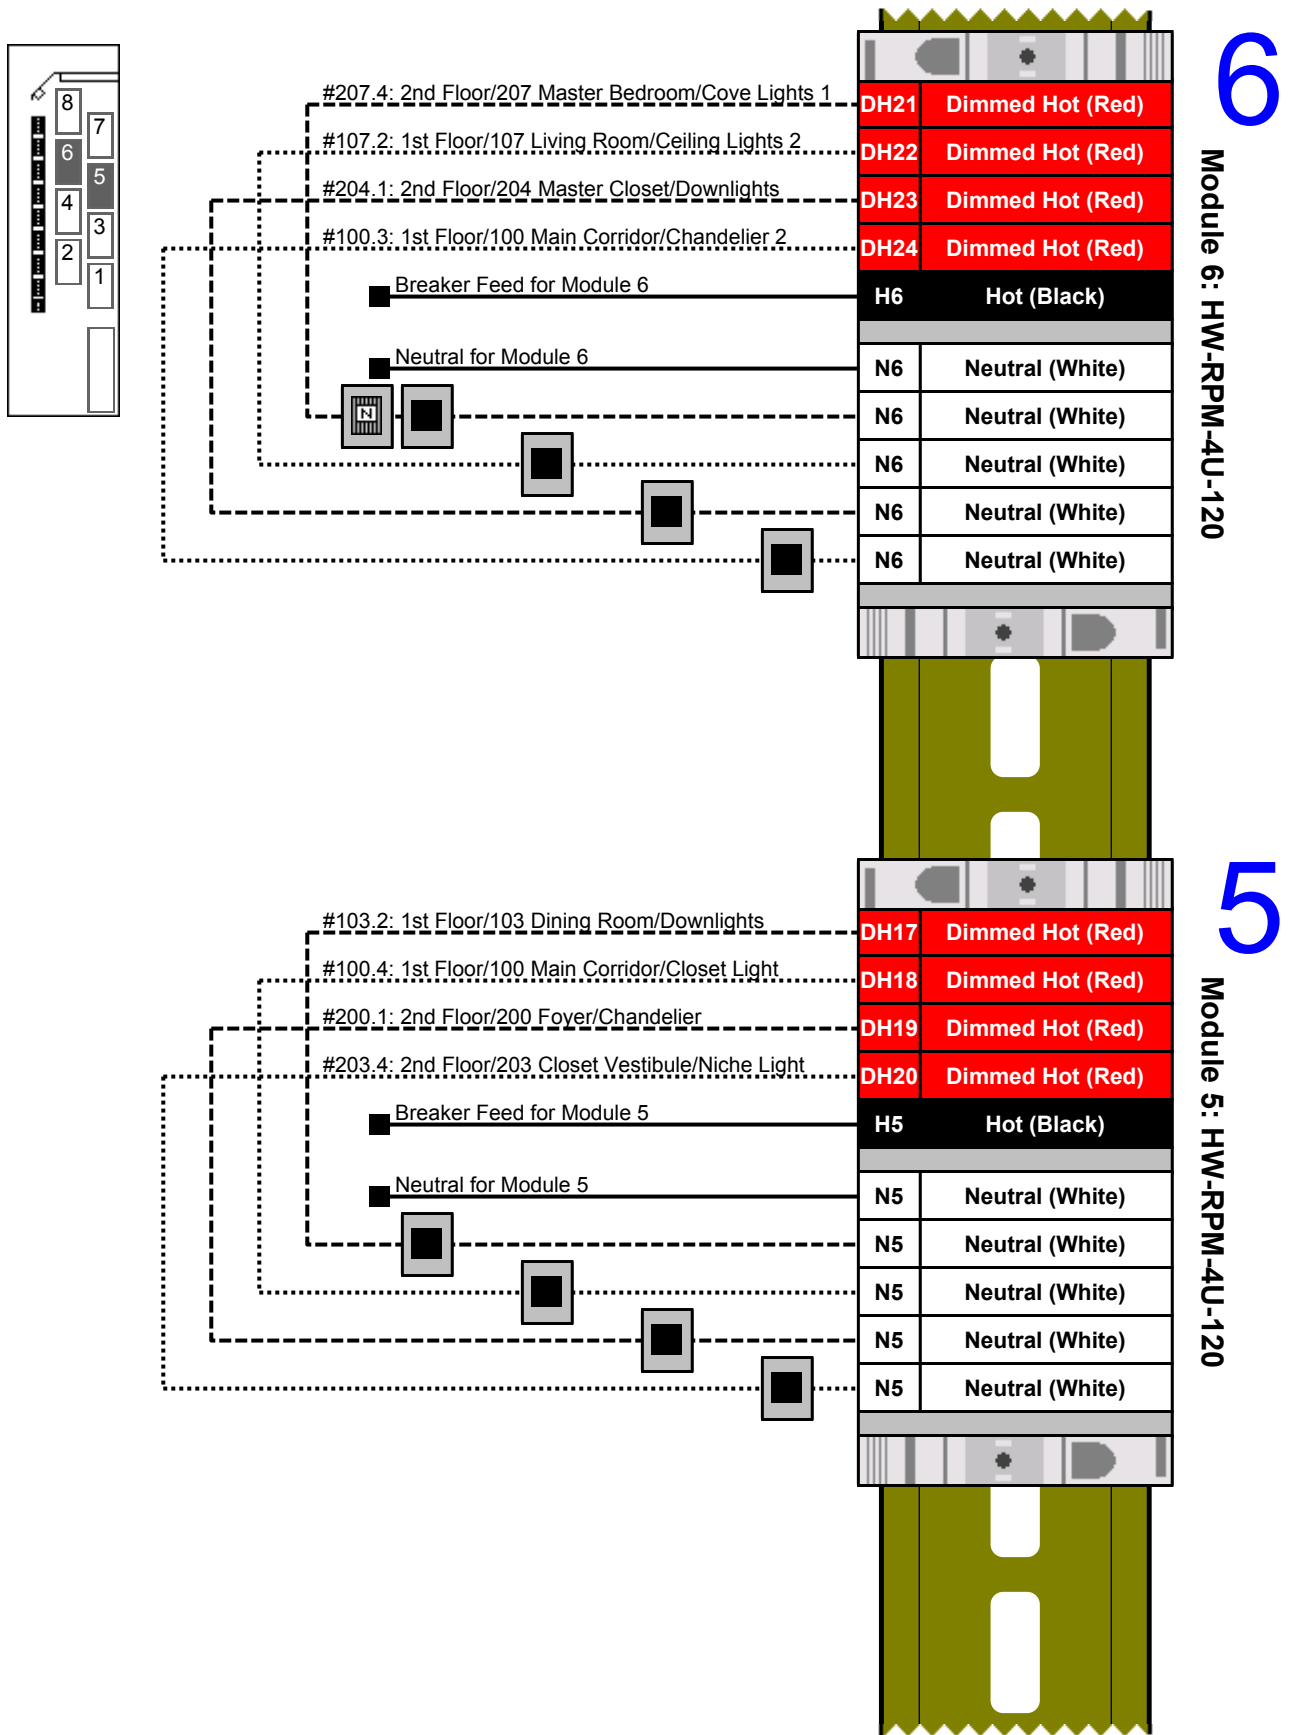 6
Module 6: HW-RPM-4U-120
8
7
6
5
4
3
2
1
#207.4: 2nd Floor/207 Master Bedroom/Cove Lights 1
DH21 Dimmed Hot (Red)
#107.2: 1st Floor/107 Living Room/Ceiling Lights 2
DH22 Dimmed Hot (Red)
#204.1: 2nd Floor/204 Master Closet/Downlights
DH23 Dimmed Hot (Red)
#100.3: 1st Floor/100 Main Corridor/Chandelier 2
DH24 Dimmed Hot (Red)
Breaker Feed for Module 6
H6 Hot (Black)
Neutral for Module 6
N6 Neutral (White)
N
N6 Neutral (White)
N6 Neutral (White)
N6 Neutral (White)
N6 Neutral (White)
5
Module 5: HW-RPM-4U-120
#103.2: 1st Floor/103 Dining Room/Downlights
DH17 Dimmed Hot (Red)
#100.4: 1st Floor/100 Main Corridor/Closet Light
DH18 Dimmed Hot (Red)
#200.1: 2nd Floor/200 Foyer/Chandelier
DH19 Dimmed Hot (Red)
#203.4: 2nd Floor/203 Closet Vestibule/Niche Light
DH20 Dimmed Hot (Red)
Breaker Feed for Module 5
H5 Hot (Black)
Neutral for Module 5
N5 Neutral (White)
N5 Neutral (White)
N5 Neutral (White)
N5 Neutral (White)
N5 Neutral (White)